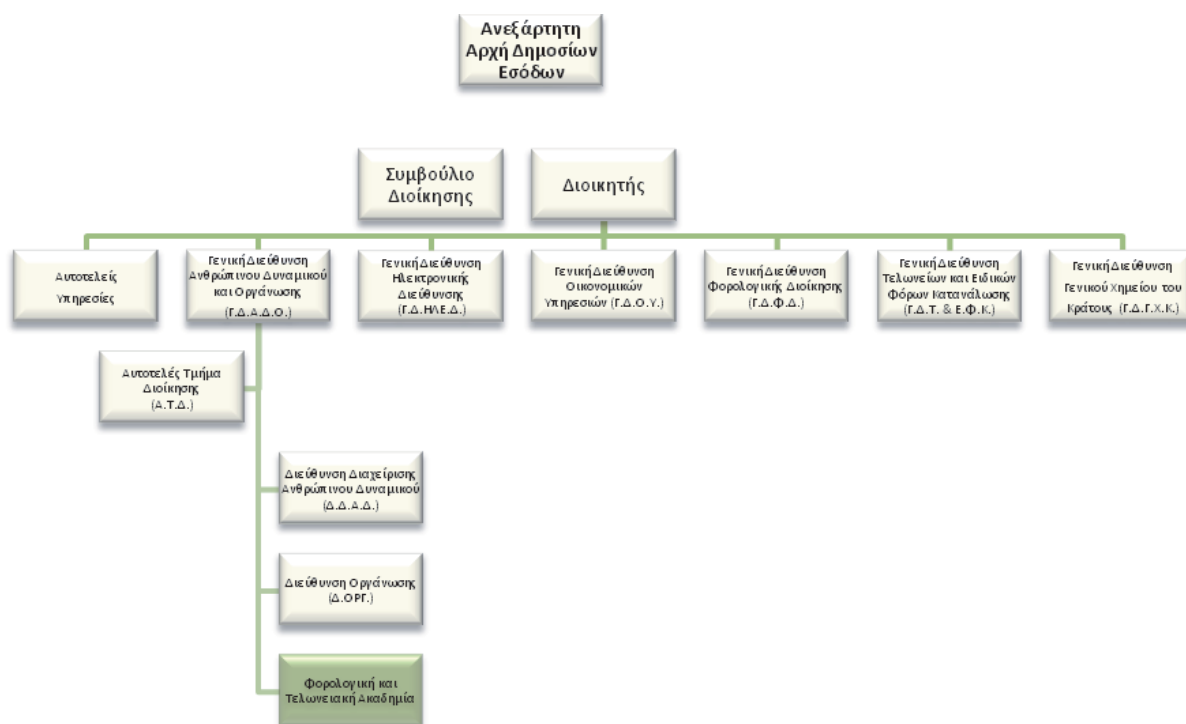 Ανεξάρτητη
Αρχή Δημοσίων
Εσόδων
Συμβούλιο
Διοίκησης
Διοικητής
Αυτοτελείς
Υπηρεσίες
Γενική Διεύθυνση
Ανθρώπινου Δυναμικού
και Οργάνωσης
(Γ.Δ.Α.Δ.Ο.)
Γενική Διεύθυνση
Ηλεκτρονικής
Διεύθυνσης
(Γ.Δ.ΗΛΕ.Δ.)
Γενική Διεύθυνση
Οικονομικών
Υπηρεσιών (Γ.Δ.Ο.Υ.)
Γενική Διεύθυνση
Φορολογικής Διοίκησης
(Γ.Δ.Φ.Δ.)
Γενική Διεύθυνση
Τελωνείων και Ειδικών
Φόρων Κατανάλωσης
(Γ.Δ.Τ. & Ε.Φ.Κ.)
Γενική Διεύθυνση
Γενικού Χημείου του
Κράτους (Γ.Δ.Γ.Χ.Κ.)
Αυτοτελές Τμήμα
Διοίκησης
(Α.Τ.Δ.)
Διεύθυνση Διαχείρισης
Ανθρώπινου Δυναμικού
(Δ.Δ.Α.Δ.)
Διεύθυνση Οργάνωσης
(Δ.ΟΡΓ.)
Φορολογική και
Τελωνειακή Ακαδημία